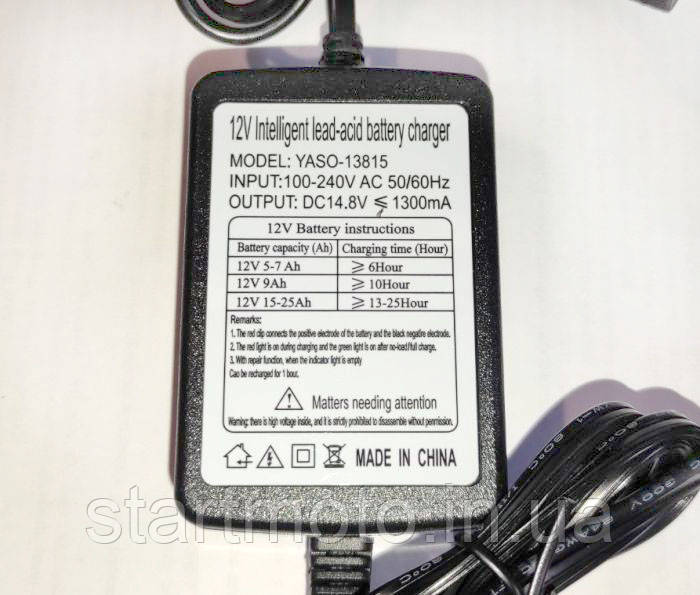 12V Intelligent lead-acid battery charger
MODEL: YASO-13815
INPUT:100-240V AC 50/60Hz
OUTPUT: DC14.8V ≤ 1300mA
12V Battery instructions
Battery capacity (Ah) Charging time (Hour)
12V 5-7 Ah ≥ 6Hour
12V 9Ah ≥ 10Hour
12V 15-25Ah ≥ 13-25Hour
Remarks:
1. The red clip connects the positive electrode of the battery and the black negatire electrode.
2. The red light is on during charging and the green light is on after no-load/full charge.
3. With repair function, when the indicator light is empty
Cao be recharged for 1 bour.
Matters needing attention
Warning: there is high voltage inside, and it is strictly prohibited to disassemble without permission.
MADE IN CHINA
startmoto.in.ua
300V